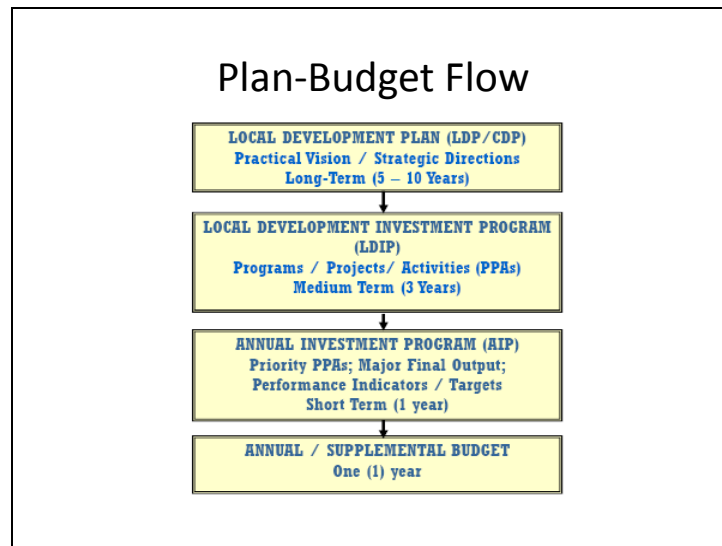 Plan-Budget Flow
LOCAL DEVELOPMENT PLAN (LDP/CDP)
Practical Vision / Strategic Directions
Long-Term (5 – 10 Years)
LOCAL DEVELOPMENT INVESTMENT PROGRAM
(LDIP)
Programs / Projects/ Activities (PPAs)
Medium Term (3 Years)
ANNUAL INVESTMENT PROGRAM (AIP)
Priority PPAs; Major Final Output;
Performance Indicators / Targets
Short Term (1 year)
ANNUAL / SUPPLEMENTAL BUDGET
One (1) year